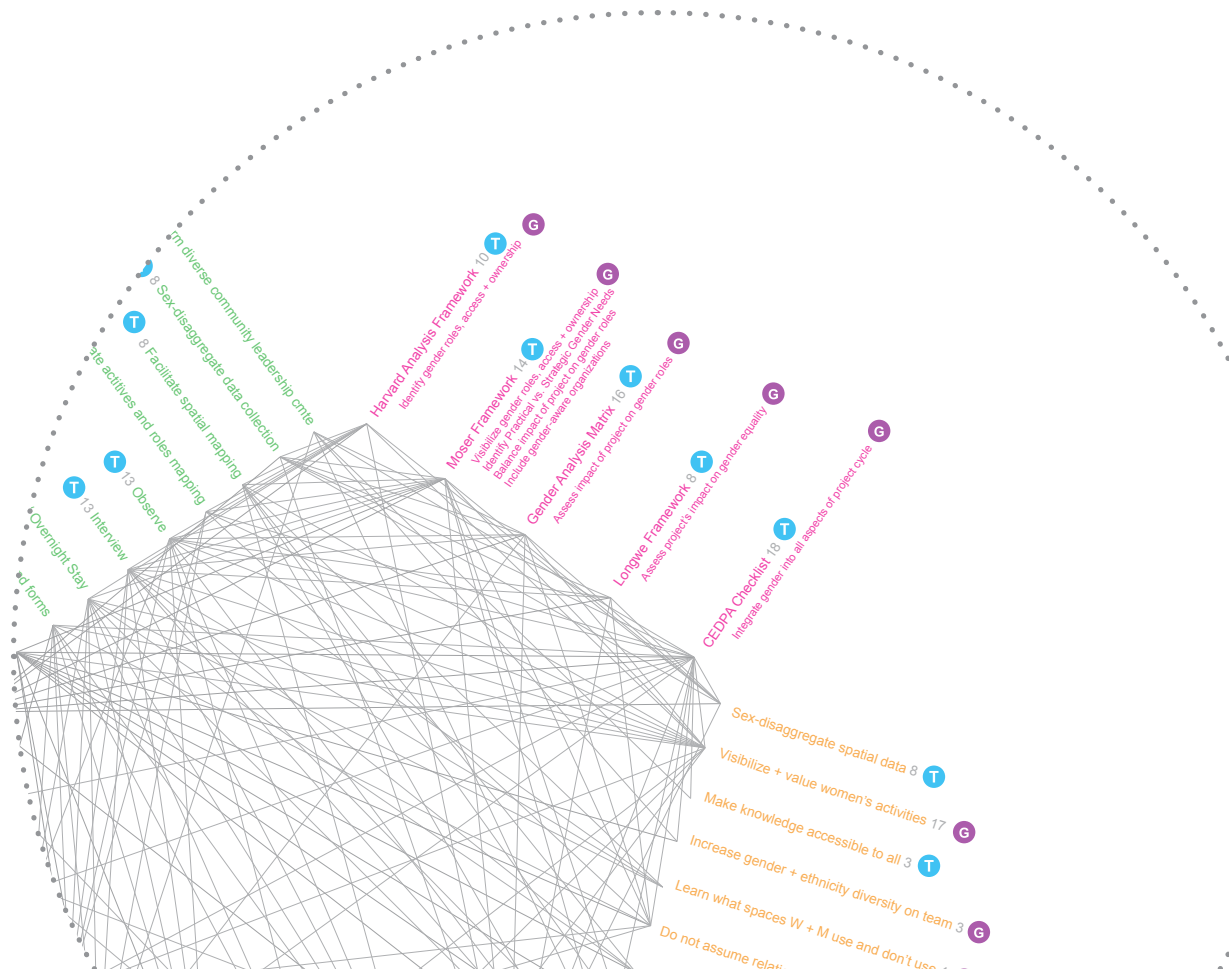 diverse community leadership cmte
8 Sex-disaggregate data collection
T
8 Facilitate spatial mapping
actitives and roles mapping
T
13 Observe
T
13 Interview
Overnight Stay
forms
Harvard Analysis Framework 10 T
Identify gender roles, access + ownership G
Moser Framework 14 T
Visibilize gender roles, access + ownership G
Identify Practical vs. Strategic Gender Needs
Balance impact of project on gender roles
Include gender-aware organizations
Gender Analysis Matrix 16 T
Assess impact of project on gender roles G
Longwe Framework 8 T
Assess project's impact on gender equality G
CEDPA Checklist 18 T
Integrate gender into all aspects of project cycle G
Sex-disaggregate spatial data 8 T
Visibilize + value women's activities 17 G
Make knowledge accessible to all 3 T
Increase gender + ethnicity diversity on team 3 G
Learn what spaces W + M use and don't use
Do not assume